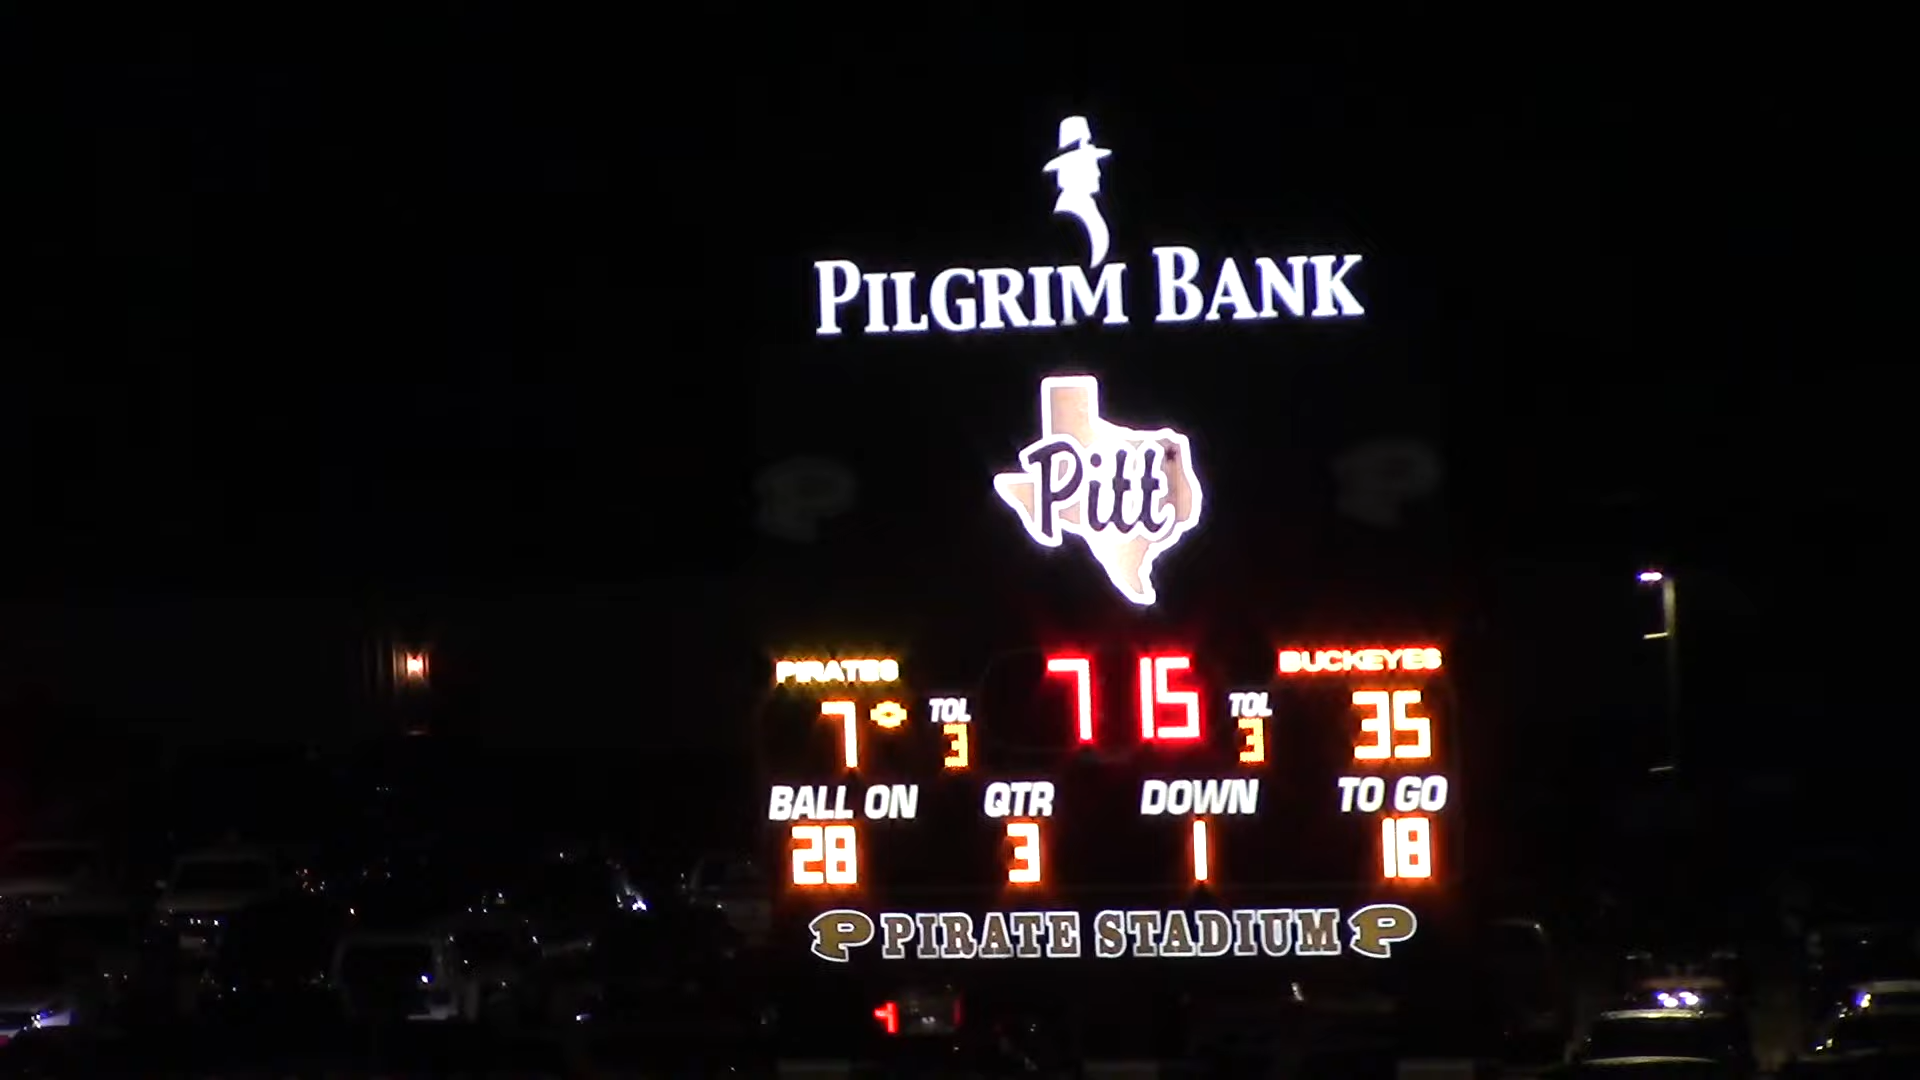 PILGRIM BANK
Pitt
PIRATES 7 15 BUCKEYES
7 TOL 3 TOL 3 35
BALL ON QTR DOWN TO GO
28 3 1 18
P PIRATE STADIUM P